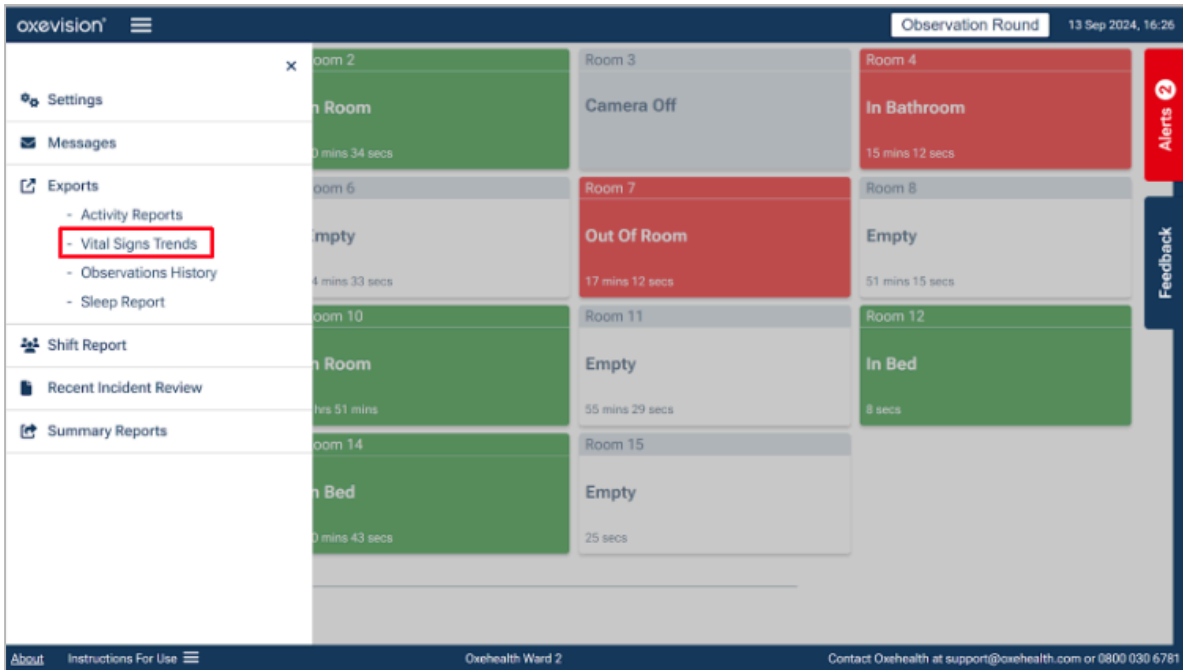 oxevision®
Observation Round
13 Sep 2024, 16:26
×
Settings
Messages
Exports
- Activity Reports
- Vital Signs Trends
- Observations History
- Sleep Report
Shift Report
Recent Incident Review
Summary Reports
oom 2
Room
mins 34 secs
Room 3
Camera Off
Room 4
In Bathroom
15 mins 12 secs
oom 6
mpty
4 mins 33 secs
Room 7
Out Of Room
17 mins 12 secs
Room 8
Empty
51 mins 15 secs
oom 10
Room
hrs 51 mins
Room 11
Empty
55 mins 29 secs
Room 12
In Bed
8 secs
oom 14
Bed
mins 43 secs
Room 15
Empty
25 secs
Alerts 2
Feedback
About
Instructions For Use
Oxehealth Ward 2
Contact Oxehealth at support@oxehealth.com or 0800 030 6781